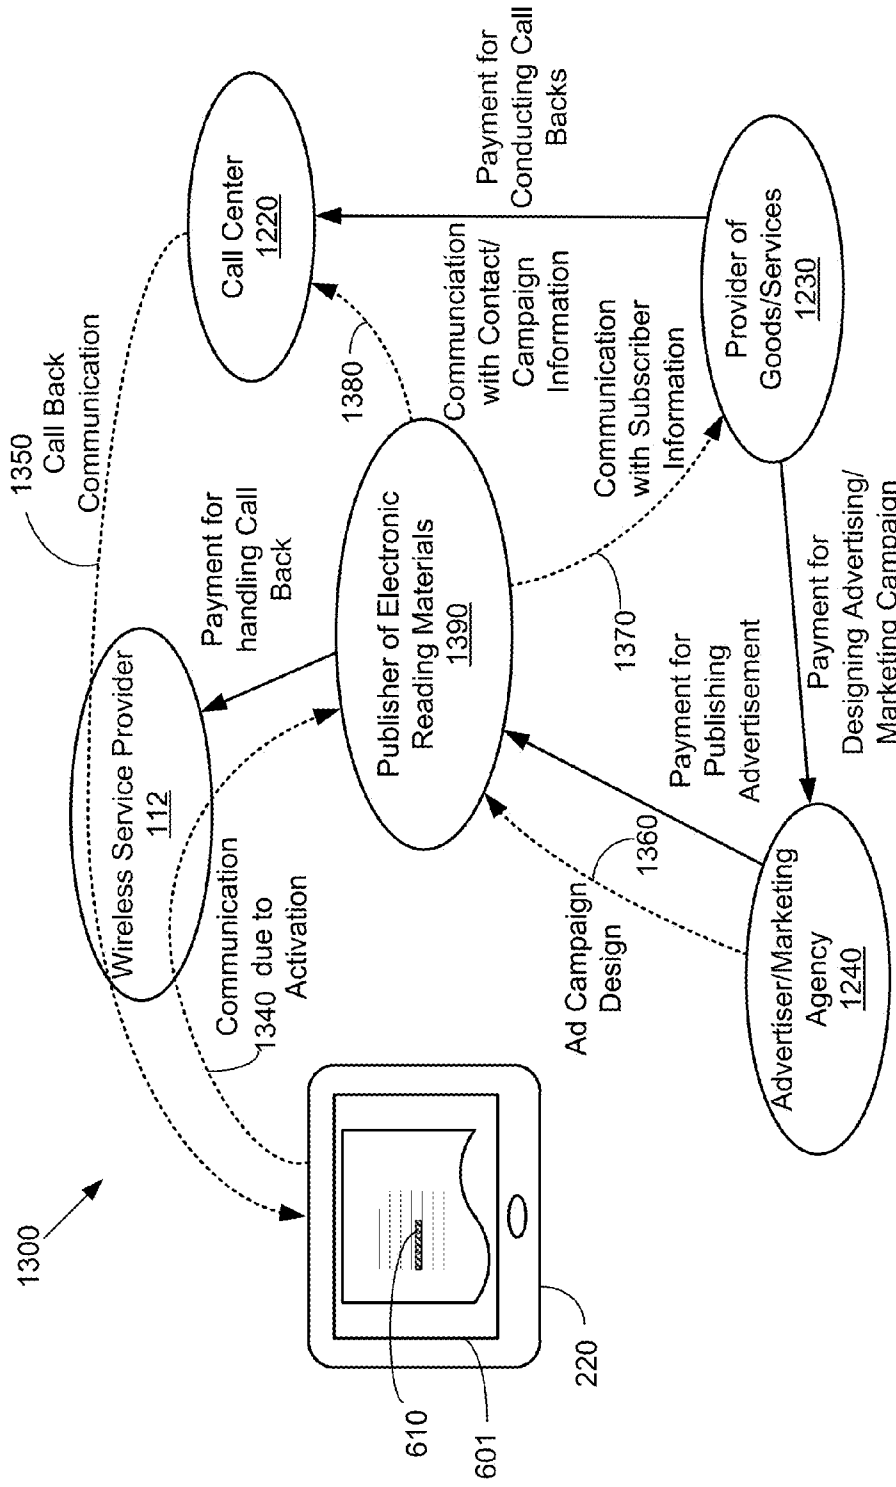 1300
1350
Call Back
Communication
Wireless Service Provider
112
Call Center
1220
Communication
1340 due to
Activation
Payment for
handling Call
Back
1380
Payment for
Conducting Call
Backs
Publisher of Electronic
Reading Materials
1390
Communciation
with Contact/
Campaign
Information
610
601
220
Ad Campaign
Design
1360
Payment for
Publishing
Advertisement
1370
Communication
with Subscriber
Information
Provider of
Goods/Services
1230
Advertiser/Marketing
Agency
1240
Payment for
Designing Advertising/
Marketing Campaign